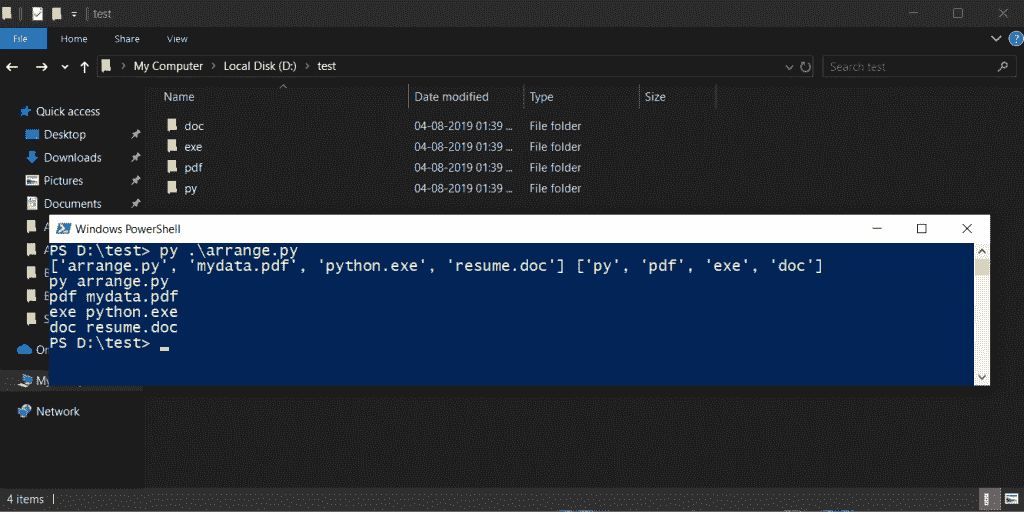 test
File Home Share View
My Computer Local Disk (D:) test Search test
Name Date modified Type Size
Quick access
Desktop
Downloads
Pictures
Documents
doc 04-08-2019 01:39 ... File folder
exe 04-08-2019 01:39 ... File folder
pdf 04-08-2019 01:39 ... File folder
py 04-08-2019 01:39 ... File folder
Windows PowerShell
PS D:\test> py .\arrange.py
['arrange.py', 'mydata.pdf', 'python.exe', 'resume.doc'] ['py', 'pdf', 'exe', 'doc']
py arrange.py
pdf mydata.pdf
exe python.exe
doc resume.doc
PS D:\test> _
Network
4 items